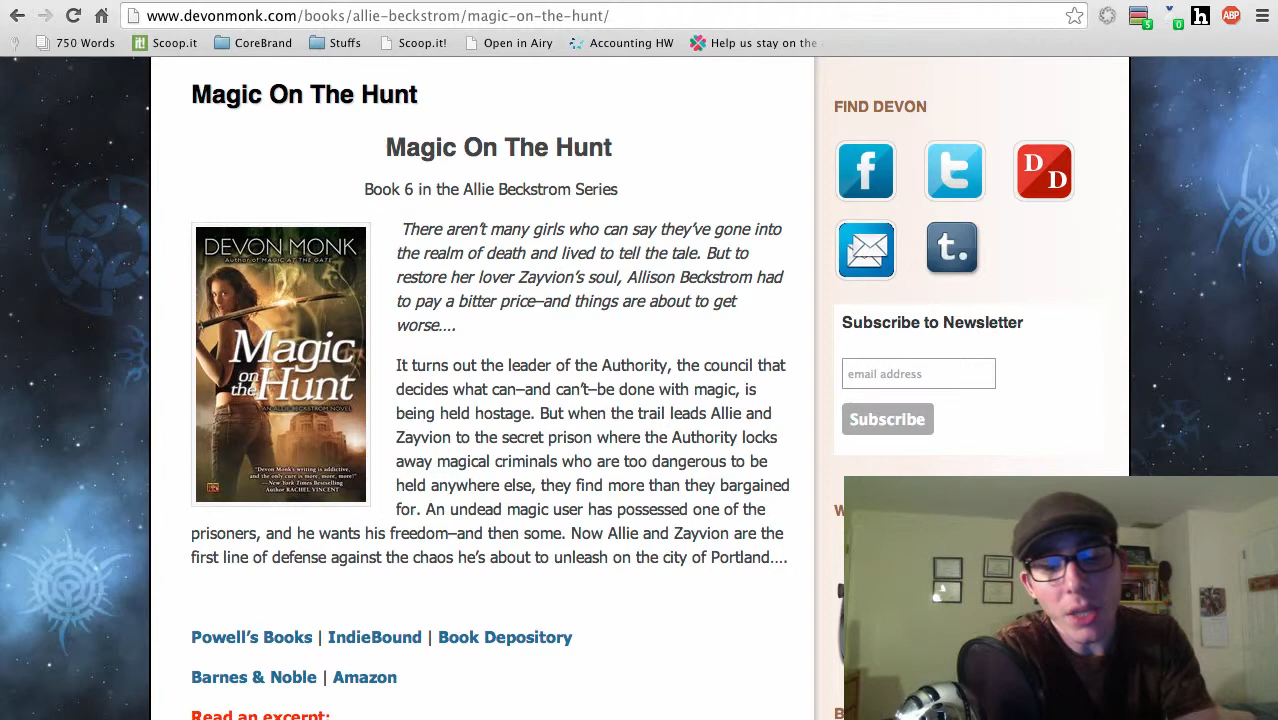 www.devonmonk.com/books/allie-beckstrom/magic-on-the-hunt/
5 0 h ABP
750 Words it! Scoop.it CoreBrand Stuffs Scoop.it! Open in Airy Accounting HW Help us stay on the
Magic On The Hunt
Magic On The Hunt
Book 6 in the Allie Beckstrom Series
There aren’t many girls who can say they’ve gone into
the realm of death and lived to tell the tale. But to
restore her lover Zayvion’s soul, Allison Beckstrom had
to pay a bitter price–and things are about to get
worse….
DEVON MONK
Author of MAGIC AT THE GATE
Magic
on
the Hunt
AN ALLIE BECKSTROM NOVEL
"Devon Monk's writing is addictive,
and the only cure is more, more, more!"
—New York Times Bestselling
Author RACHEL VINCENT
It turns out the leader of the Authority, the council that
decides what can–and can’t–be done with magic, is
being held hostage. But when the trail leads Allie and
Zayvion to the secret prison where the Authority locks
away magical criminals who are too dangerous to be
held anywhere else, they find more than they bargained
for. An undead magic user has possessed one of the
prisoners, and he wants his freedom–and then some. Now Allie and Zayvion are the
first line of defense against the chaos he’s about to unleash on the city of Portland….
Powell’s Books | IndieBound | Book Depository
Barnes & Noble | Amazon
Read an excerpt:
FIND DEVON
f t D D
t.
Subscribe to Newsletter
email address
Subscribe